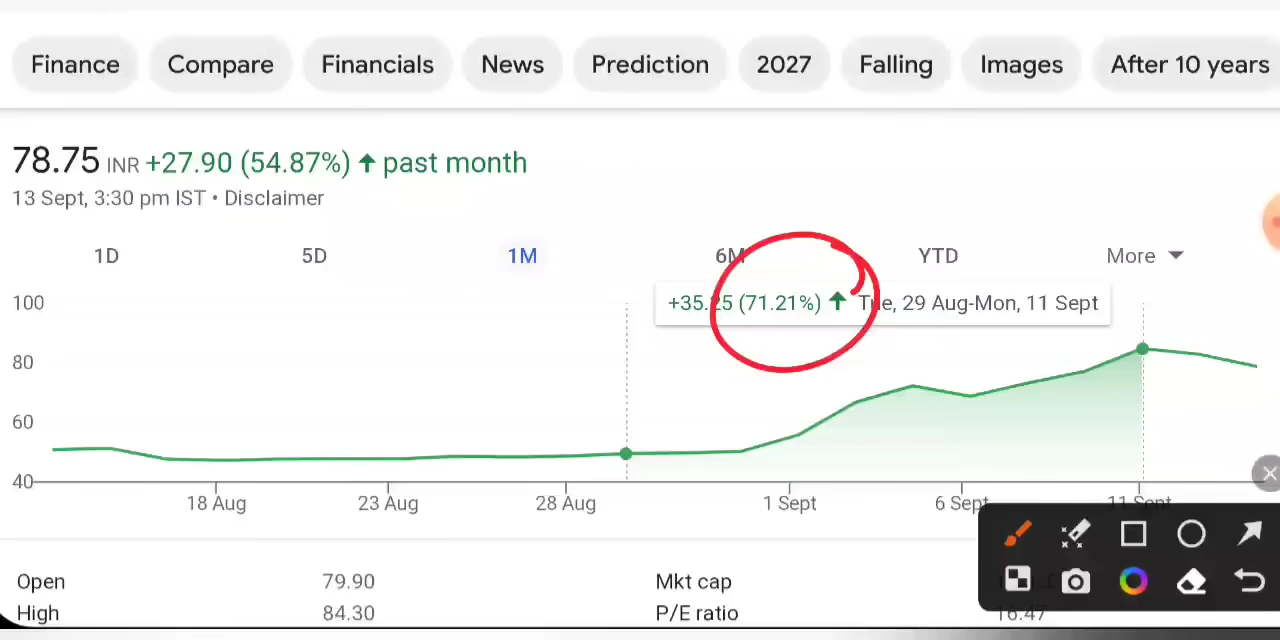 Finance Compare Financials News Prediction 2027 Falling Images After 10 years
78.75 INR +27.90 (54.87%) ↑ past month
13 Sept, 3:30 pm IST • Disclaimer
1D 5D 1M 6M YTD More
+35.25 (71.21%) ↑ Tue, 29 Aug-Mon, 11 Sept
100
80
60
40
18 Aug 23 Aug 28 Aug 1 Sept 6 Sept 11 Sept
Open 79.90 Mkt cap
High 84.30 P/E ratio 16.47